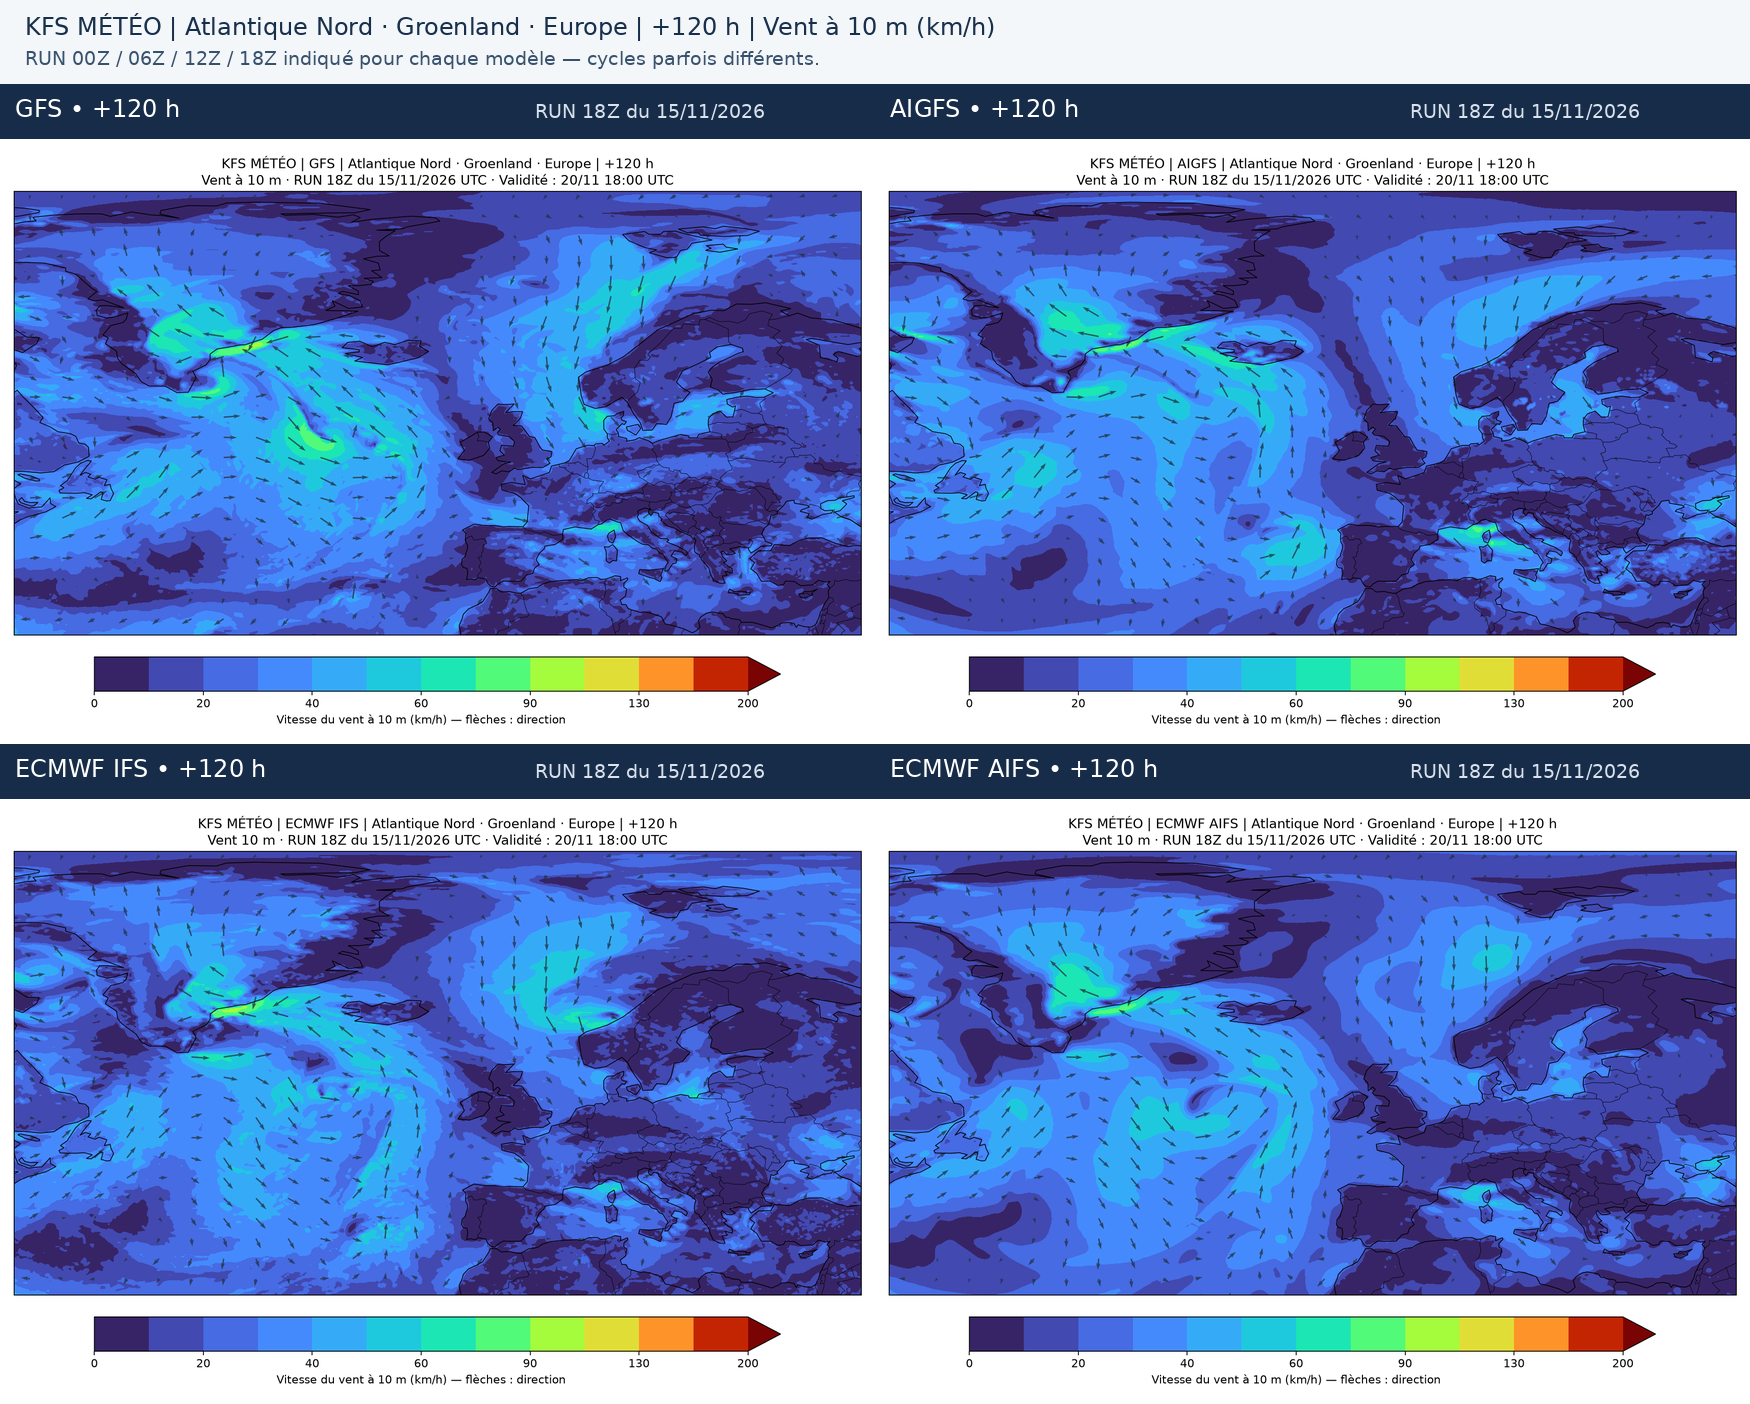 KFS MÉTÉO | Atlantique Nord · Groenland · Europe | +120 h | Vent à 10 m (km/h)
RUN 00Z / 06Z / 12Z / 18Z indiqué pour chaque modèle — cycles parfois différents.
GFS • +120 h RUN 18Z du 15/11/2026
KFS MÉTÉO | GFS | Atlantique Nord · Groenland · Europe | +120 h
Vent à 10 m · RUN 18Z du 15/11/2026 UTC · Validité : 20/11 18:00 UTC
0 20 40 60 90 130 200
Vitesse du vent à 10 m (km/h) — flèches : direction
AIGFS • +120 h RUN 18Z du 15/11/2026
KFS MÉTÉO | AIGFS | Atlantique Nord · Groenland · Europe | +120 h
Vent à 10 m · RUN 18Z du 15/11/2026 UTC · Validité : 20/11 18:00 UTC
0 20 40 60 90 130 200
Vitesse du vent à 10 m (km/h) — flèches : direction
ECMWF IFS • +120 h RUN 18Z du 15/11/2026
KFS MÉTÉO | ECMWF IFS | Atlantique Nord · Groenland · Europe | +120 h
Vent 10 m · RUN 18Z du 15/11/2026 UTC · Validité : 20/11 18:00 UTC
0 20 40 60 90 130 200
Vitesse du vent à 10 m (km/h) — flèches : direction
ECMWF AIFS • +120 h RUN 18Z du 15/11/2026
KFS MÉTÉO | ECMWF AIFS | Atlantique Nord · Groenland · Europe | +120 h
Vent 10 m · RUN 18Z du 15/11/2026 UTC · Validité : 20/11 18:00 UTC
0 20 40 60 90 130 200
Vitesse du vent à 10 m (km/h) — flèches : direction